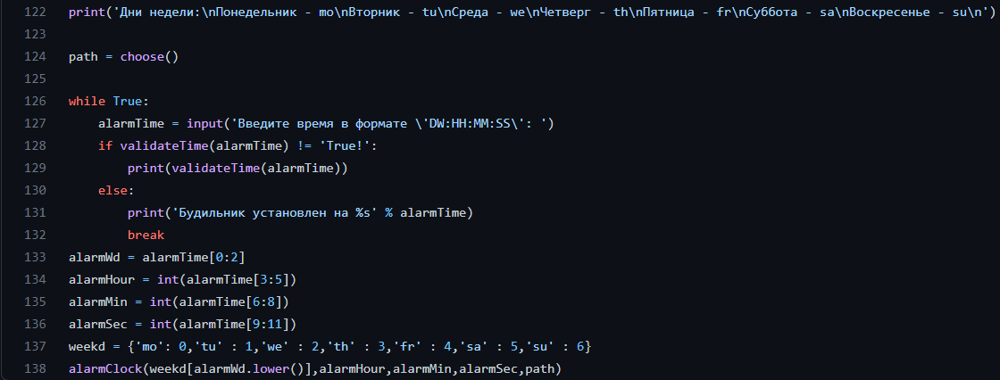 122 print('Дни недели:\nПонедельник - mo\nВторник - tu\nСреда - we\nЧетверг - th\nПятница - fr\nСуббота - sa\nВоскресенье - su\n')
123
124 path = choose()
125
126 while True:
127     alarmTime = input('Введите время в формате \'DW:HH:MM:SS\': ')
128     if validateTime(alarmTime) != 'True!':
129         print(validateTime(alarmTime))
130     else:
131         print('Будильник установлен на %s' % alarmTime)
132         break
133 alarmWd = alarmTime[0:2]
134 alarmHour = int(alarmTime[3:5])
135 alarmMin = int(alarmTime[6:8])
136 alarmSec = int(alarmTime[9:11])
137 weekd = {'mo': 0,'tu' : 1,'we' : 2,'th' : 3,'fr' : 4,'sa' : 5,'su' : 6}
138 alarmClock(weekd[alarmWd.lower()],alarmHour,alarmMin,alarmSec,path)